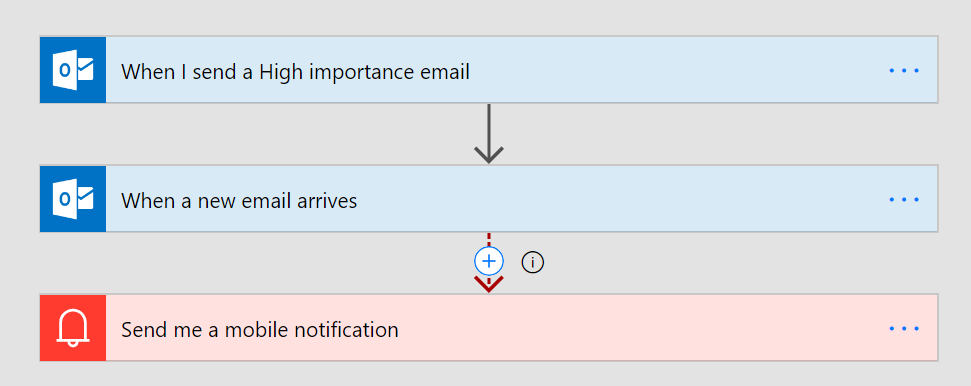 When I send a High importance email
When a new email arrives
Send me a mobile notification